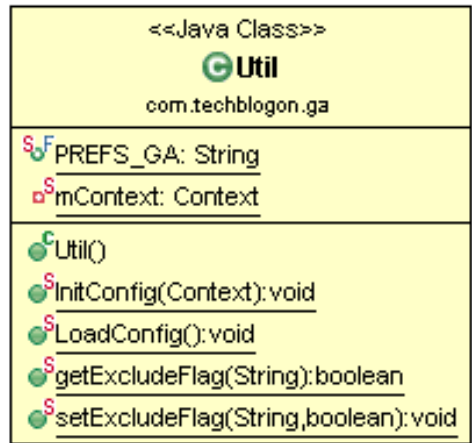 <<Java Class>>
C Util
com.techblogon.ga
S F PREFS_GA: String
S mContext: Context
C Util()
S InitConfig(Context):void
S LoadConfig():void
S getExcludeFlag(String):boolean
S setExcludeFlag(String,boolean):void